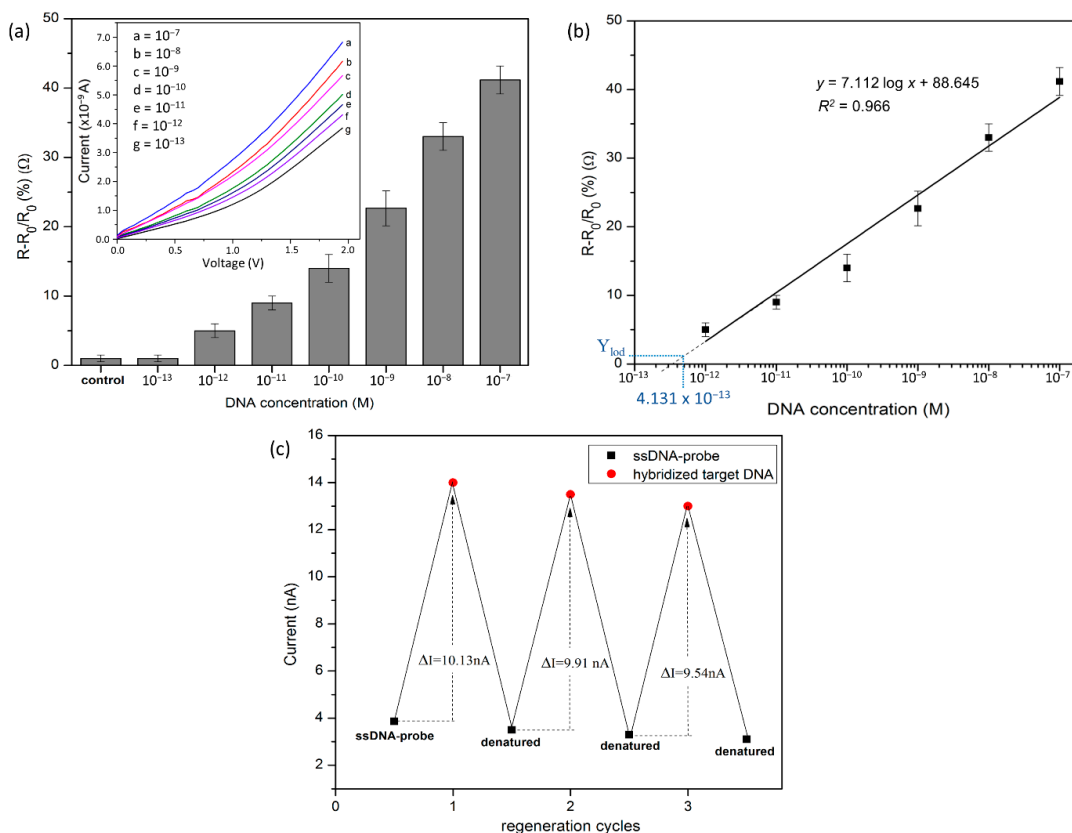 (a)
50
40
30
20
10
0
R-R₀/R₀ (%) (Ω)
control
10⁻¹³
10⁻¹²
10⁻¹¹
10⁻¹⁰
10⁻⁹
10⁻⁸
10⁻⁷
DNA concentration (M)
7.0
6.0
5.0
4.0
3.0
2.0
1.0
0.0
Current (x10⁻⁹ A)
a = 10⁻⁷
b = 10⁻⁸
c = 10⁻⁹
d = 10⁻¹⁰
e = 10⁻¹¹
f = 10⁻¹²
g = 10⁻¹³
a
b
c
d
e
f
g
0.0
0.5
1.0
1.5
2.0
Voltage (V)
(b)
50
40
30
20
10
0
R-R₀/R₀ (%) (Ω)
y = 7.112 log x + 88.645
R² = 0.966
Y_lod
10⁻¹³
10⁻¹²
10⁻¹¹
10⁻¹⁰
10⁻⁹
10⁻⁸
10⁻⁷
4.131 x 10⁻¹³
DNA concentration (M)
(c)
16
14
12
10
8
6
4
2
Current (nA)
ssDNA-probe
hybridized target DNA
ΔI=10.13nA
ΔI=9.91 nA
ΔI=9.54nA
ssDNA-probe
denatured
denatured
denatured
0
1
2
3
regeneration cycles